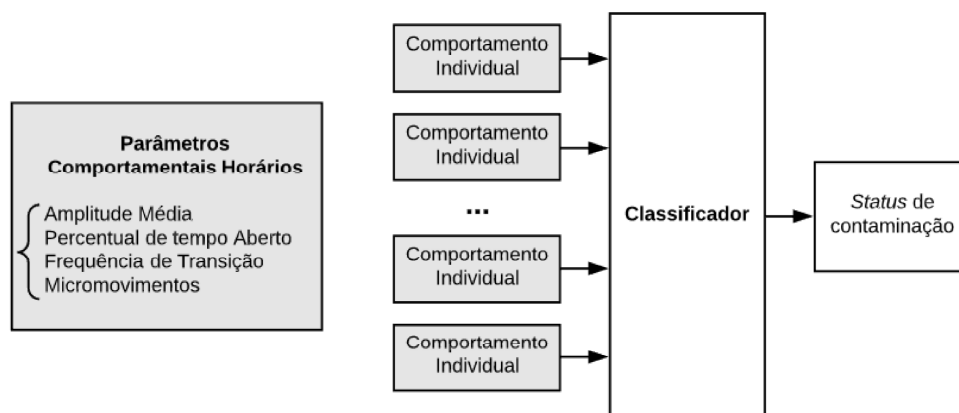 Parâmetros
Comportamentais Horários
Amplitude Média
Percentual de tempo Aberto
Frequência de Transição
Micromovimentos
Comportamento
Individual
Comportamento
Individual
...
Comportamento
Individual
Comportamento
Individual
Classificador
Status de
contaminação